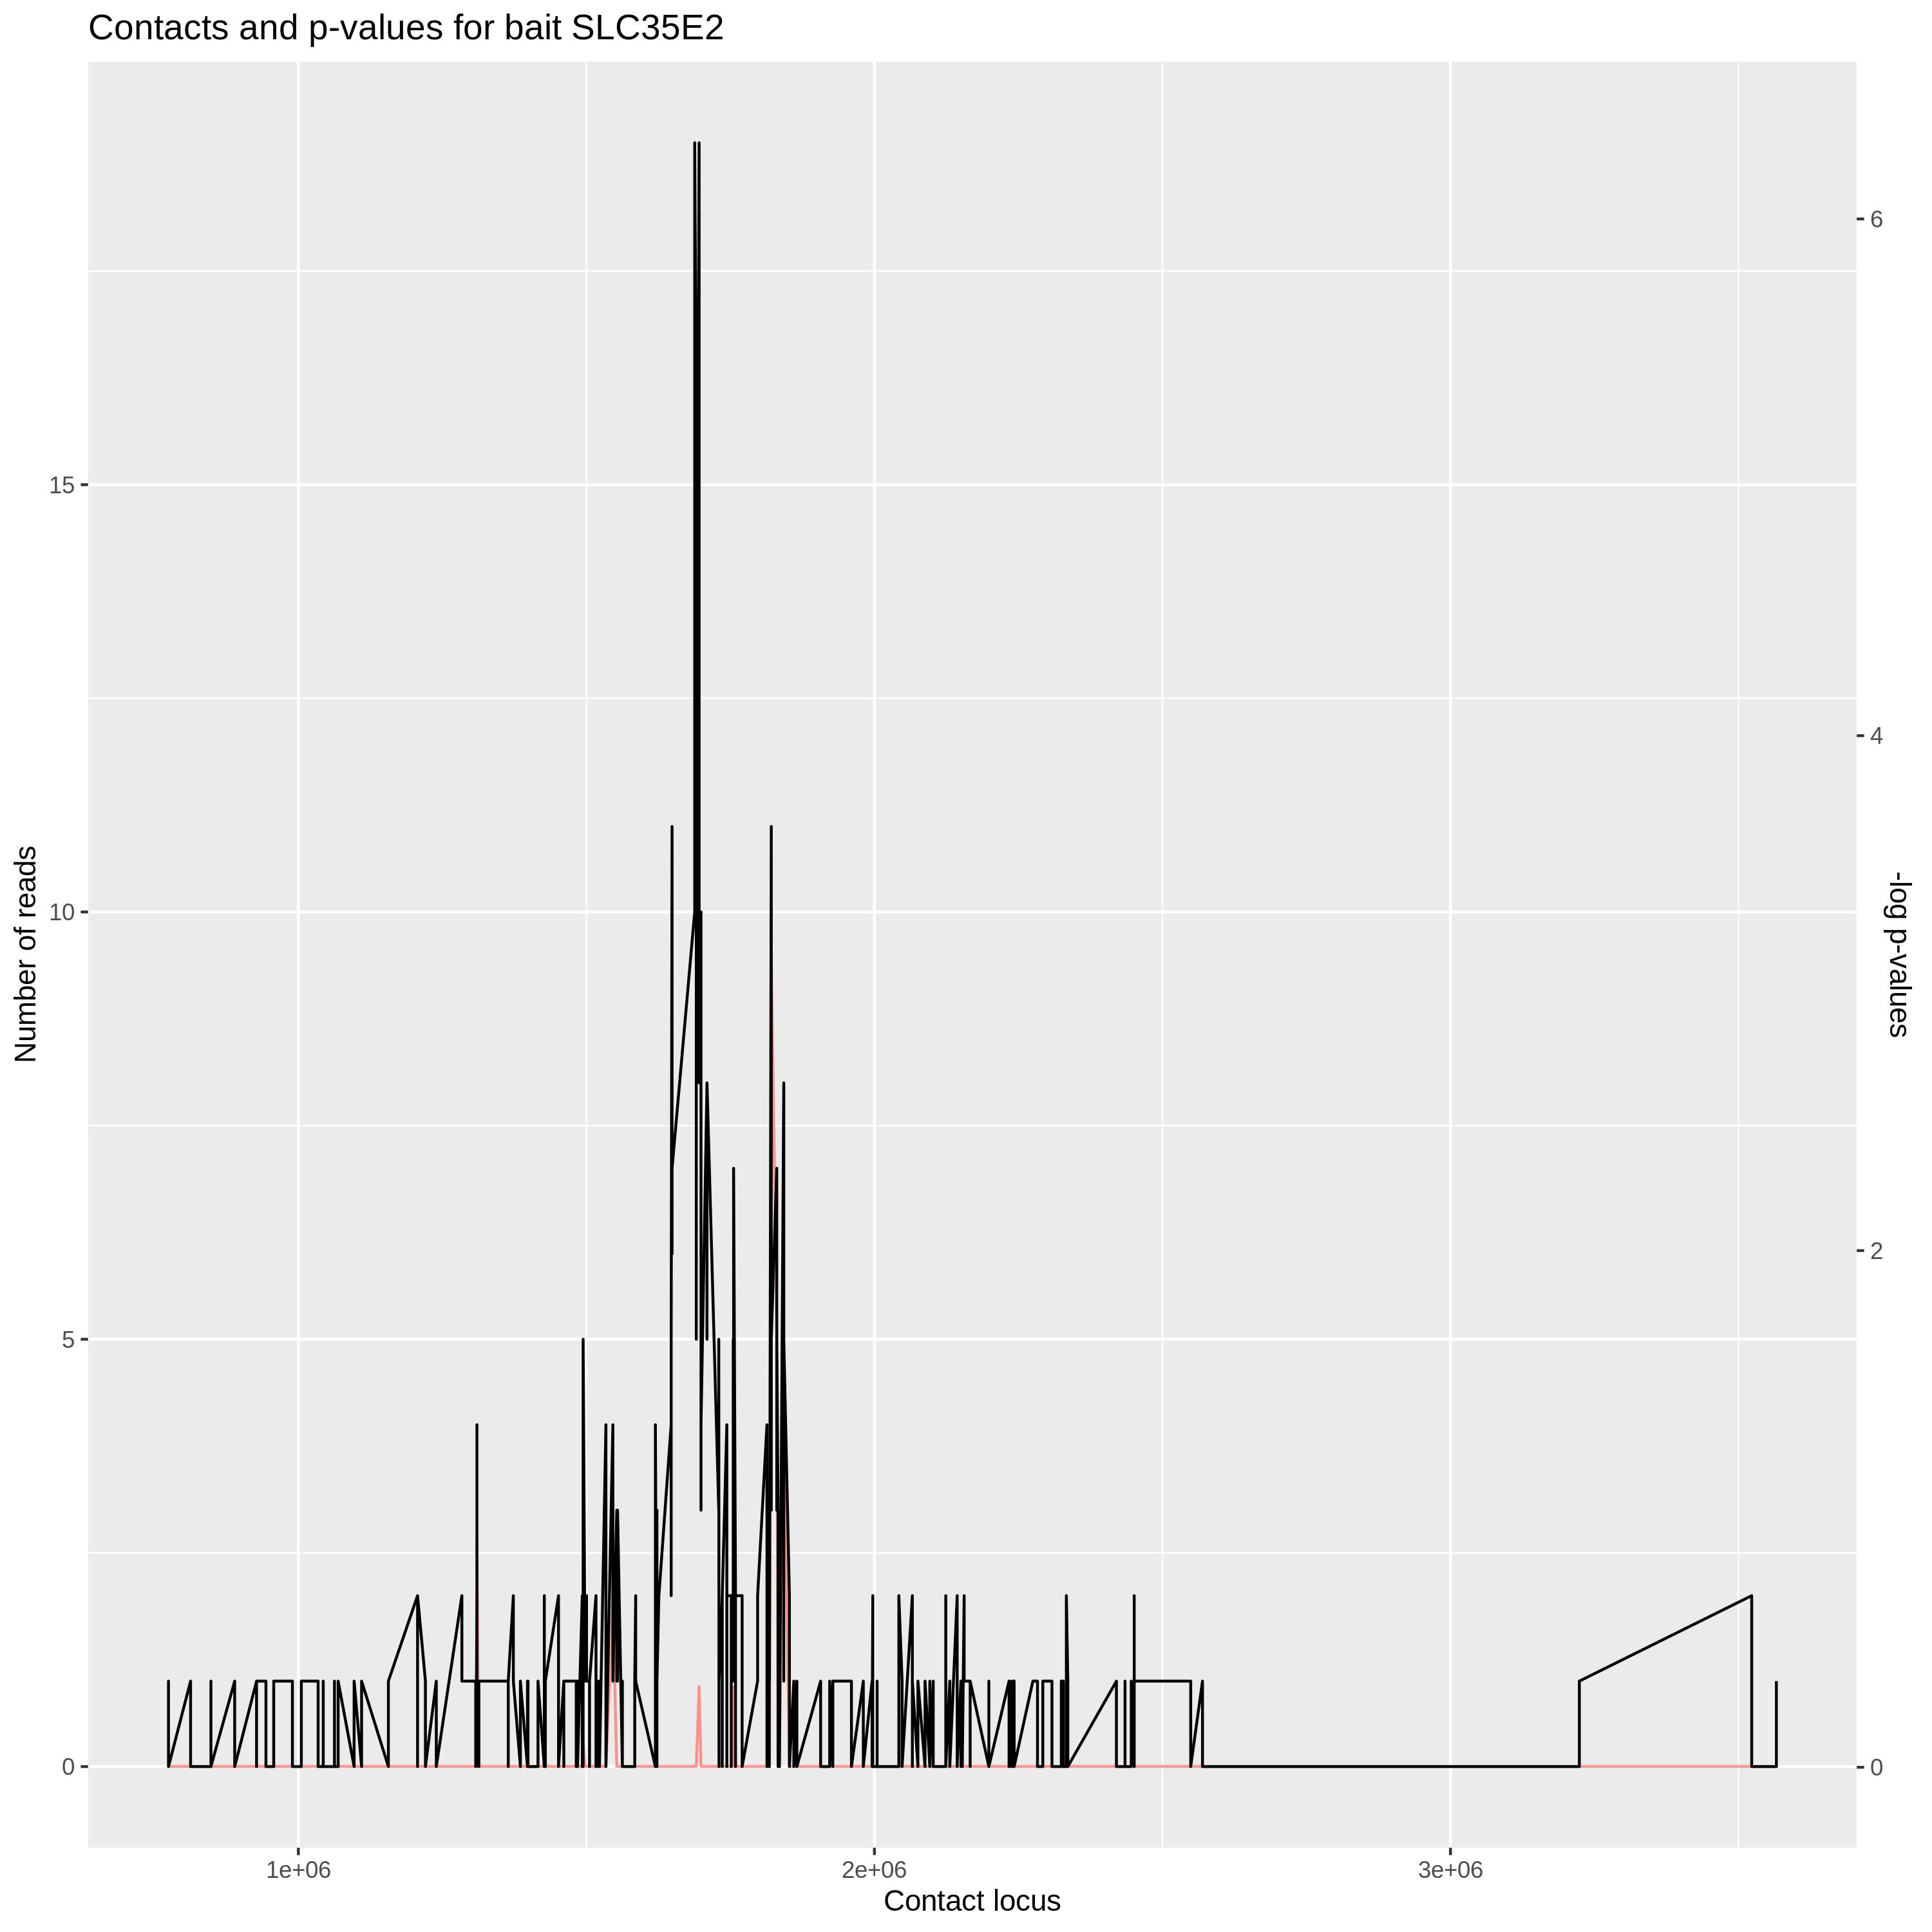 Contacts and p-values for bait SLC35E2
Number of reads
15
10
5
0
6
4
2
0
-log p-values
1e+06
2e+06
3e+06
Contact locus